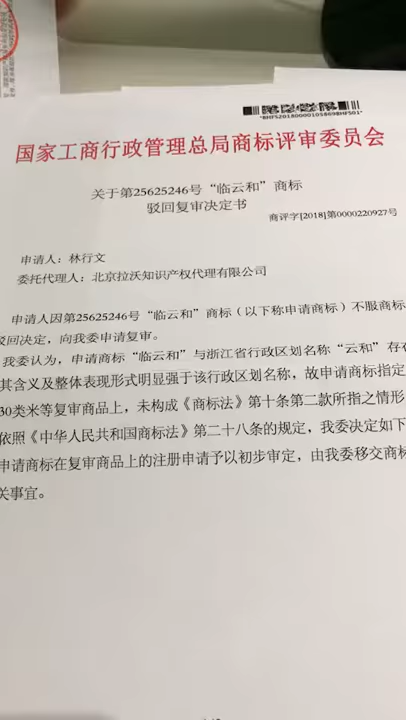 *BHFS20180000105869BHFS01*
国家工商行政管理总局商标评审委员会
关于第25625246号“临云和”商标
驳回复审决定书
商评字[2018]第0000220927号
申请人：林行文
委托代理人：北京拉沃知识产权代理有限公司
申请人因第25625246号“临云和”商标（以下称申请商标）不服商标
驳回决定，向我委申请复审。
我委认为，申请商标“临云和”与浙江省行政区划名称“云和”存在
其含义及整体表现形式明显强于该行政区划名称，故申请商标指定
30类米等复审商品上，未构成《商标法》第十条第二款所指之情形
依照《中华人民共和国商标法》第二十八条的规定，我委决定如下
申请商标在复审商品上的注册申请予以初步审定，由我委移交商标
关事宜。